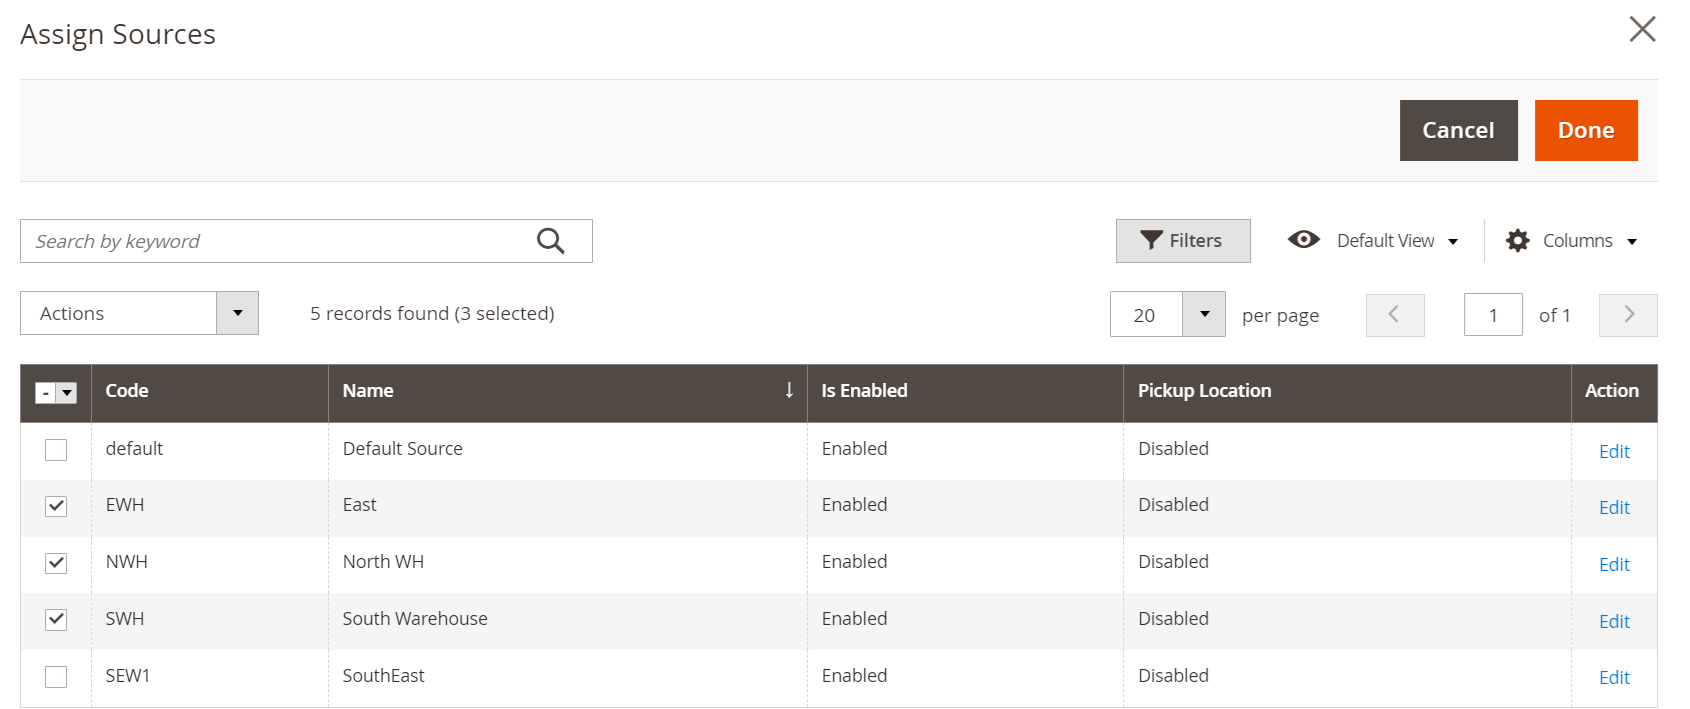 Assign Sources
Cancel Done
Search by keyword Filters Default View Columns
Actions 5 records found (3 selected) 20 per page 1 of 1
- Code Name ↓ Is Enabled Pickup Location Action
default Default Source Enabled Disabled Edit
EWH East Enabled Disabled Edit
NWH North WH Enabled Disabled Edit
SWH South Warehouse Enabled Disabled Edit
SEW1 SouthEast Enabled Disabled Edit